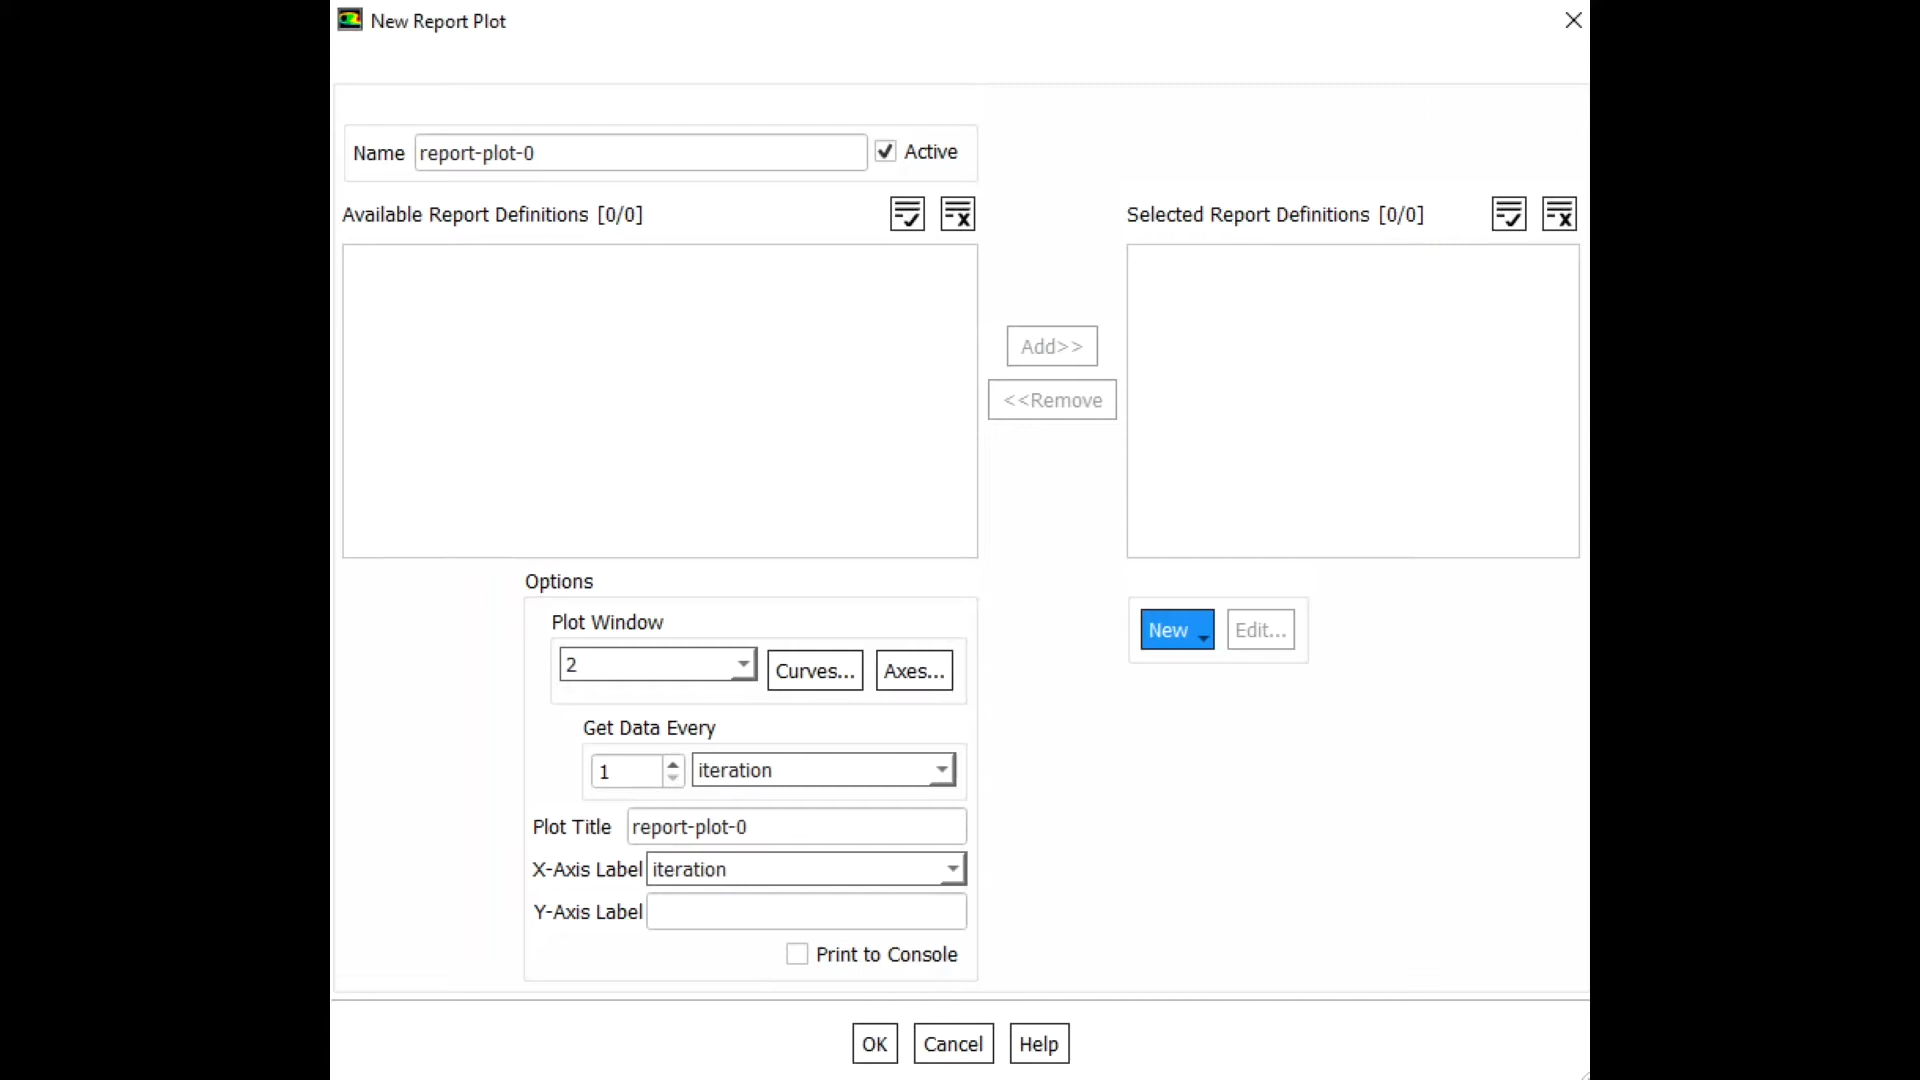 New Report Plot
Name report-plot-0 Active
Available Report Definitions [0/0]
Selected Report Definitions [0/0]
Add>>
<<Remove
Options
Plot Window
2 Curves... Axes...
New Edit...
Get Data Every
1 iteration
Plot Title report-plot-0
X-Axis Label iteration
Y-Axis Label
Print to Console
OK Cancel Help